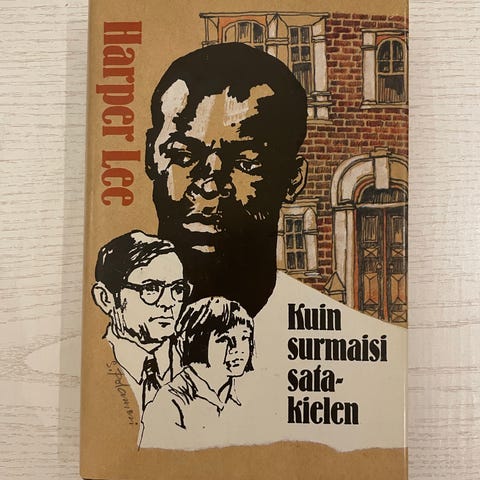 Harper Lee
Kuin
surmaisi
sata-
kielen